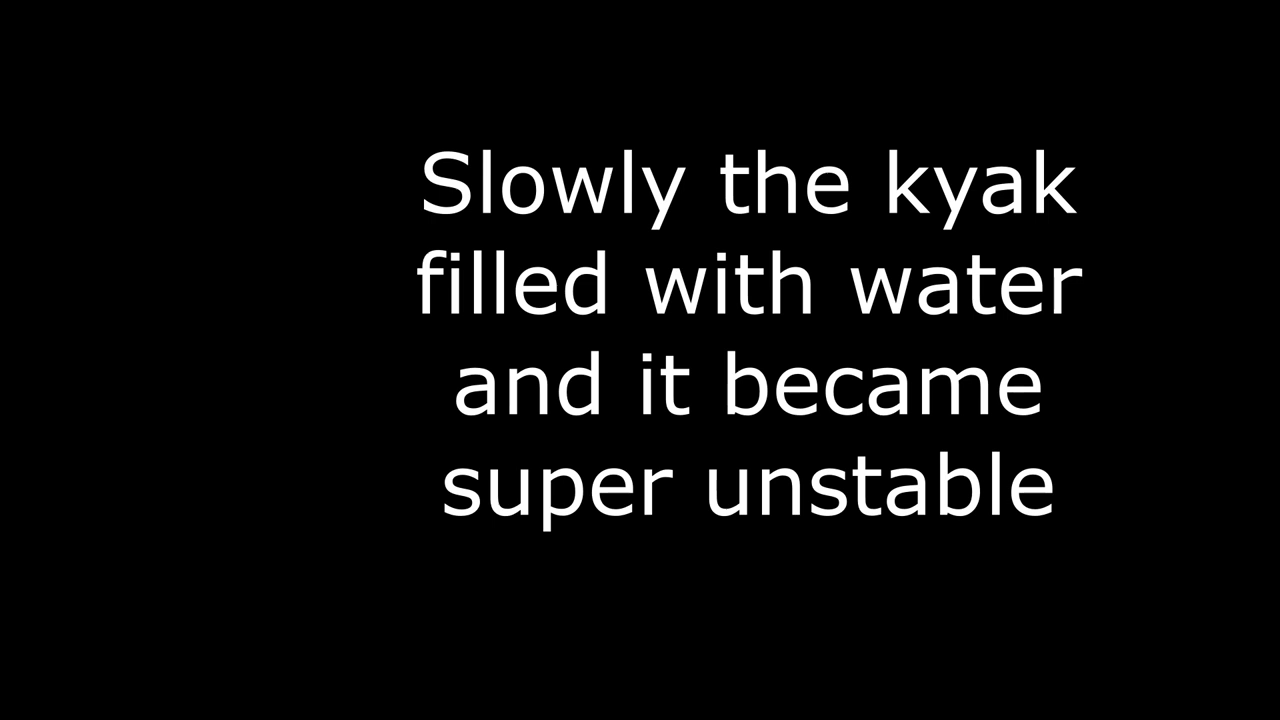 Slowly the kyak
filled with water
and it became
super unstable